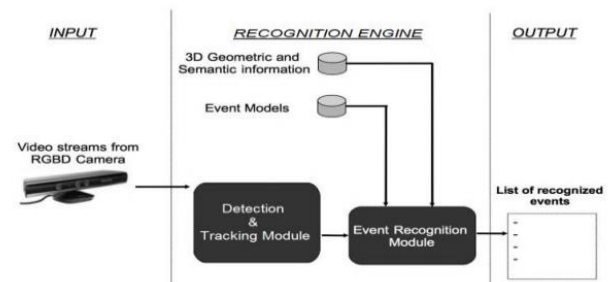 INPUT
RECOGNITION ENGINE
OUTPUT
3D Geometric and
Semantic information
Event Models
Video streams from
RGBD Camera
Detection
&
Tracking Module
Event Recognition
Module
List of recognized
events
-
-
-
-